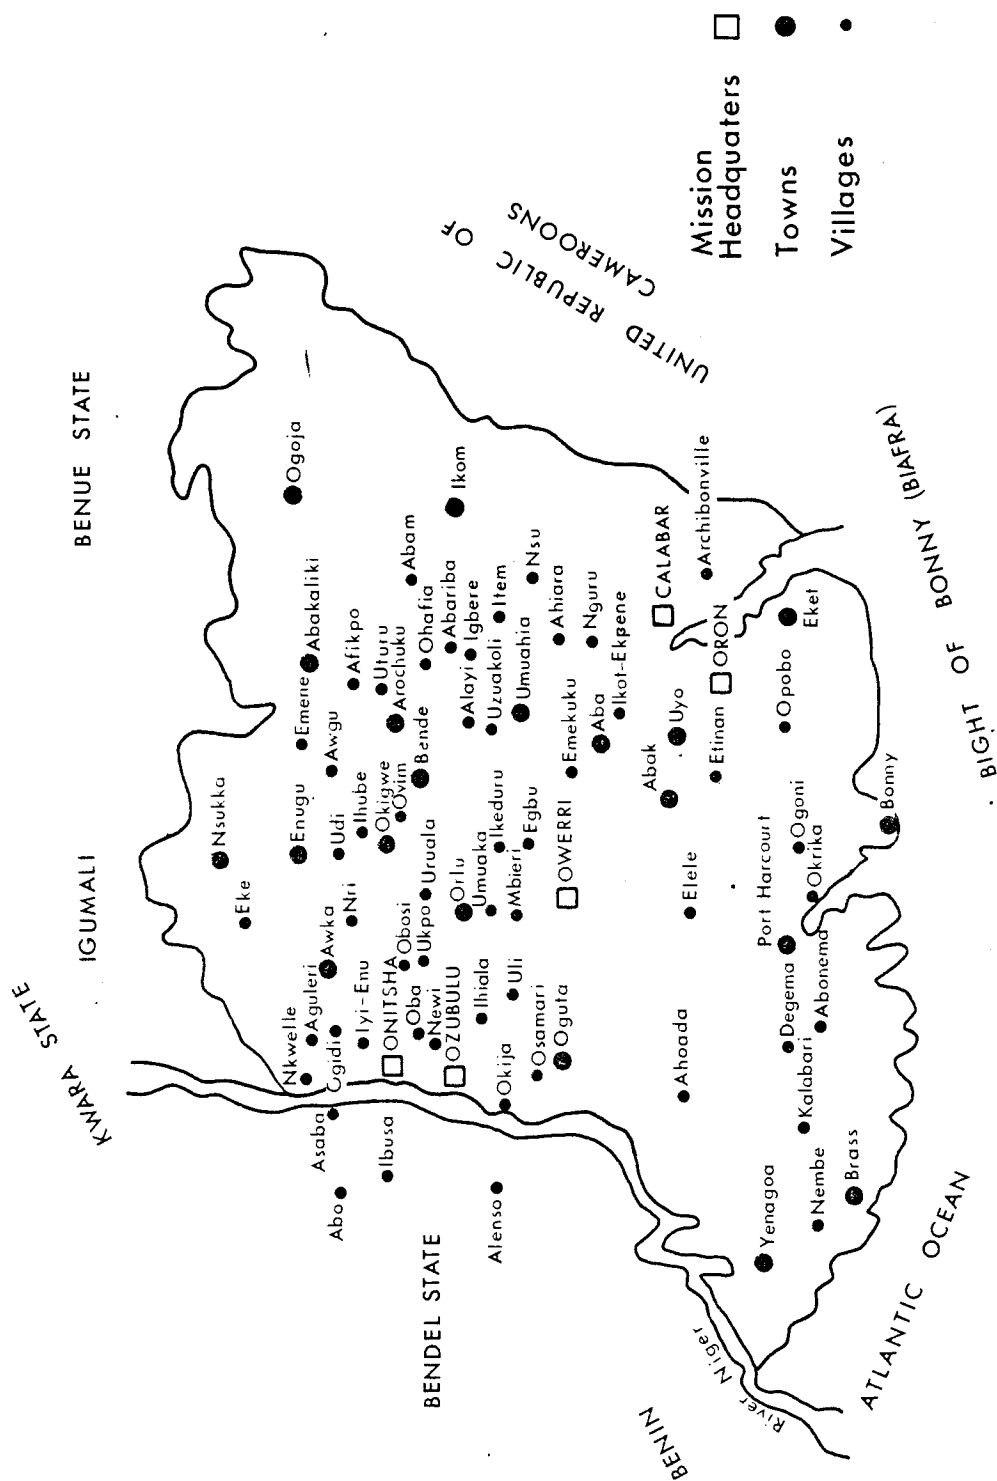 KWARA STATE
IGUMALI
BENUE STATE
Nsukka
Eke
Ogoja
Nkwelle
Aguleri
Ogidi
Awka
Enugu
Emene
Abakaliki
Asaba
Abo
Udi
Awgu
Nri
Ihube
Afikpo
Iyi-Enu
Ibusa
ONITSHA
Obosi
Okigwe
Ovim
Uturu
Arochuku
Abam
Oba
Newi
Ukpo
Uruala
Bende
Ohafia
OZUBULU
Orlu
Abariba
Ikom
Ihiala
Umuaka
Alayi
Igbere
Alenso
Okija
Uli
Mbieri
Ikeduru
Uzuakoli
Item
Osamari
Oguta
Egbu
Umuahia
Nsu
OWERRI
Emekuku
Ahiara
Aba
Nguru
Ikot-Ekpene
BENDEL STATE
Ahoada
Elele
Abak
Uyo
CALABAR
Etinan
ORON
Archibonville
Yenagoa
Degema
Port Harcourt
Opobo
Eket
Nembe
Kalabari
Abonema
Okrika
Ogoni
Brass
Bonny
BENIN
River Niger
ATLANTIC OCEAN
BIGHT OF BONNY (BIAFRA)
UNITED REPUBLIC OF
CAMEROONS
Mission
Headquaters
Towns
Villages